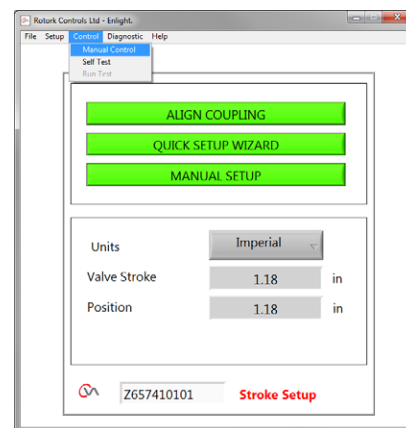 Rotork Controls Ltd - Enlight.
File Setup Control Diagnostic Help
Manual Control
Self Test
Run Test
ALIGN COUPLING
QUICK SETUP WIZARD
MANUAL SETUP
Units Imperial
Valve Stroke 1.18 in
Position 1.18 in
Z657410101 Stroke Setup